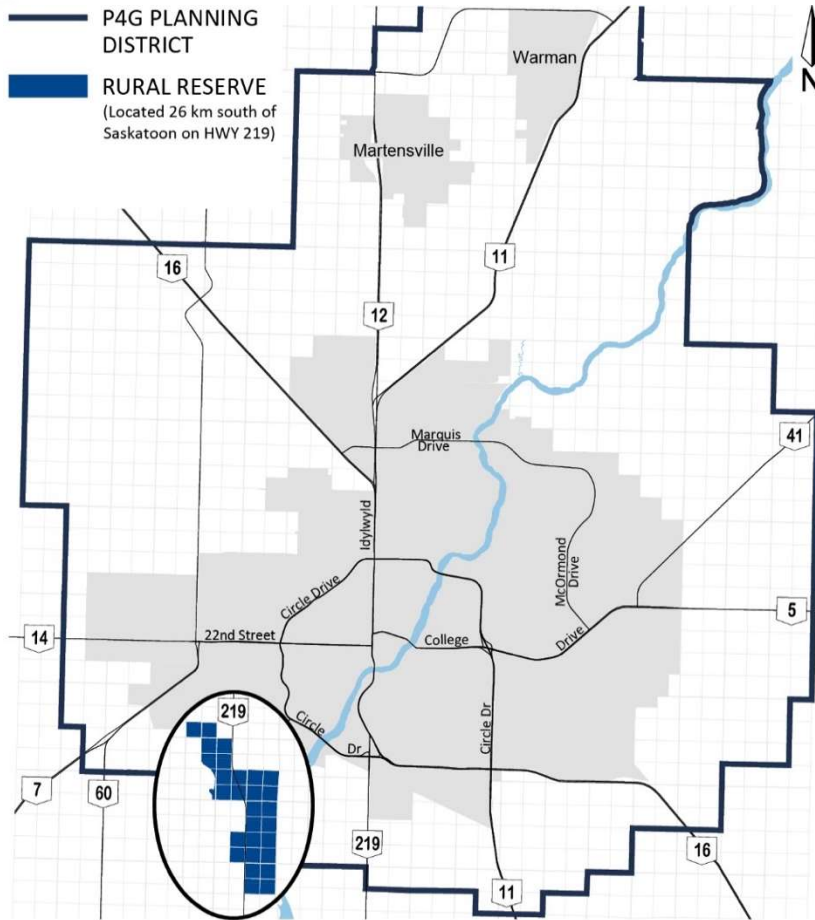 P4G PLANNING
DISTRICT
RURAL RESERVE
(Located 26 km south of
Saskatoon on HWY 219)
N
Warman
Martensville
16
11
12
41
Marquis
Drive
Idylwyld
McOrmond
Drive
Circle Drive
5
14
22nd Street
College
Drive
219
Circle
Dr
Circle Dr
7
60
219
16
11